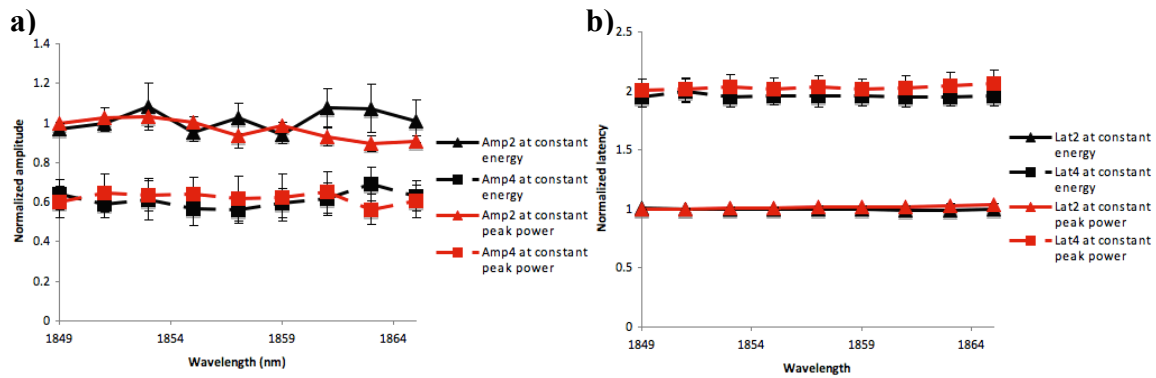 a)
1.4
1.2
1
0.8
0.6
0.4
0.2
0
Normalized amplitude
1849
1854
1859
1864
Wavelength (nm)
Amp2 at constant
energy
Amp4 at constant
energy
Amp2 at constant
peak power
Amp4 at constant
peak power
b)
2.5
2
1.5
1
0.5
0
Normalized latency
1849
1854
1859
1864
Wavelength
Lat2 at constant
energy
Lat4 at constant
energy
Lat2 at constant
peak power
Lat4 at constant
peak power